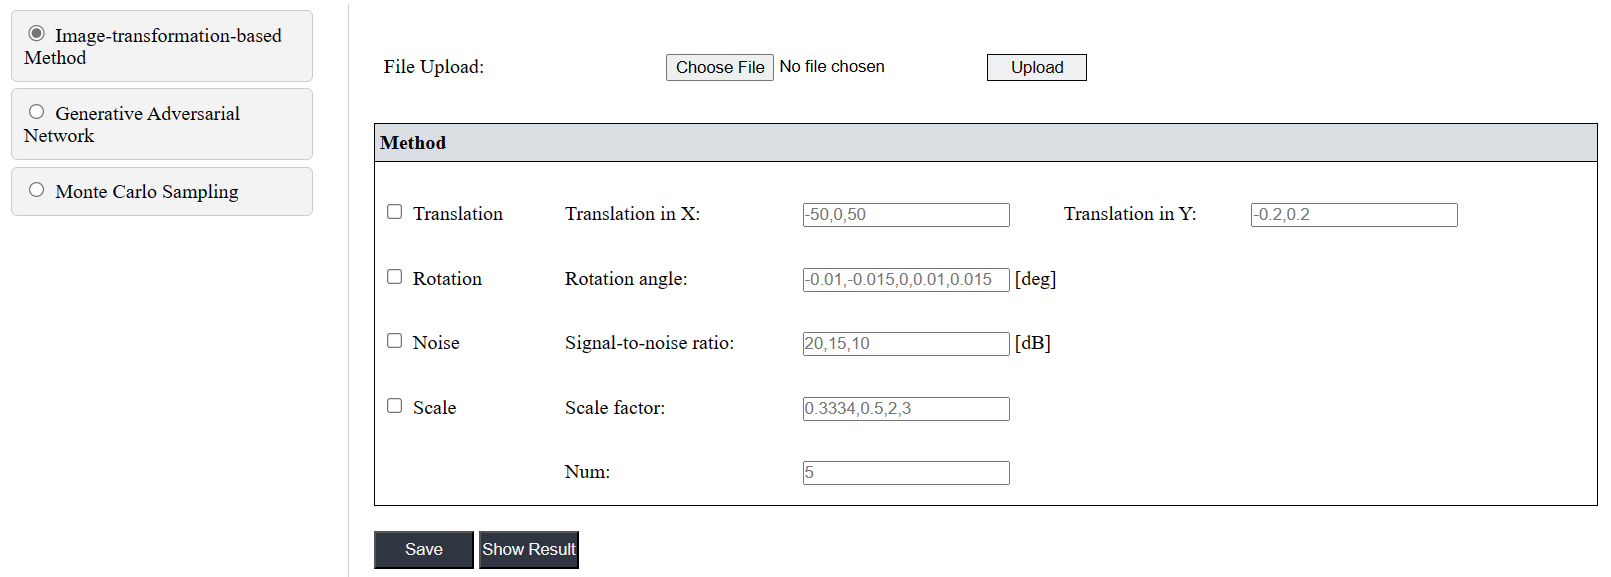 Image-transformation-based
Method
Generative Adversarial
Network
Monte Carlo Sampling
File Upload: Choose File No file chosen Upload
Method
Translation Translation in X: -50,0,50 Translation in Y: -0.2,0.2
Rotation Rotation angle: -0.01,-0.015,0,0.01,0.015 [deg]
Noise Signal-to-noise ratio: 20,15,10 [dB]
Scale Scale factor: 0.3334,0.5,2,3
Num: 5
Save Show Result